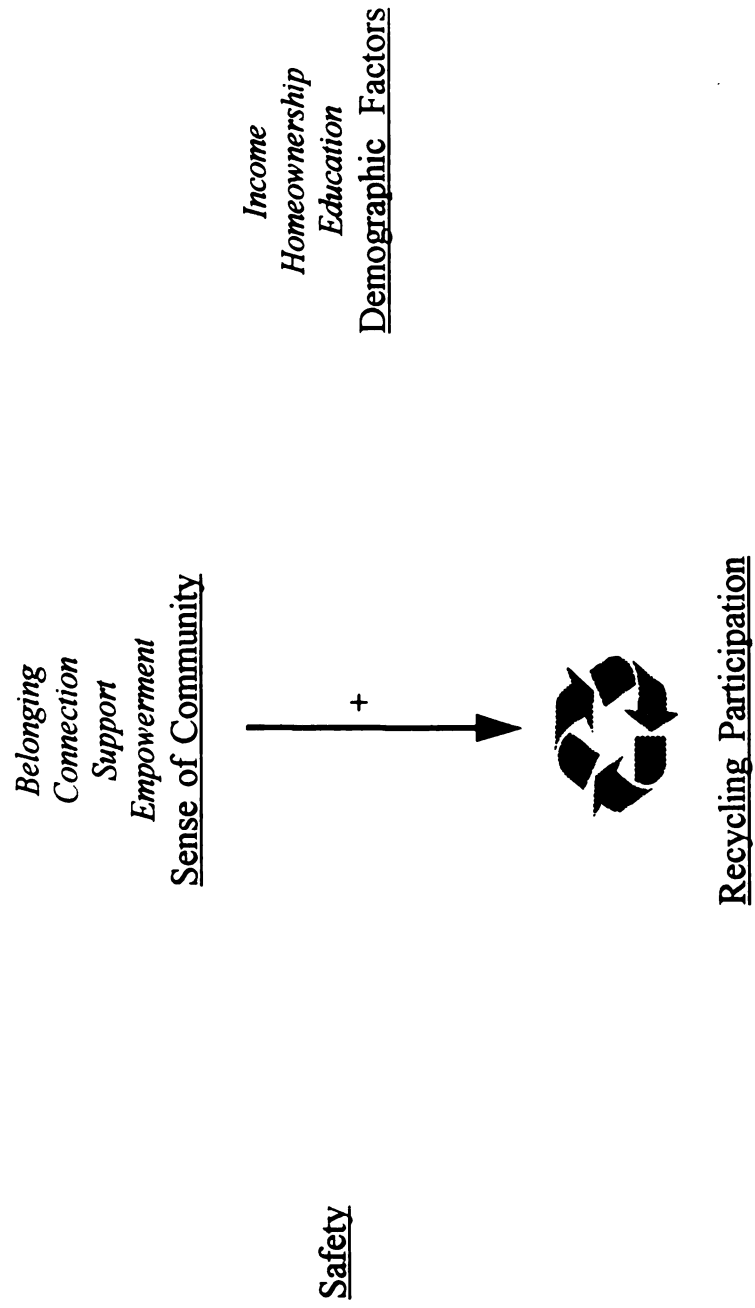 Belonging
Connection
Support
Empowerment
Sense of Community
Income
Homeownership
Education
Demographic Factors
Safety
+
Recycling Participation